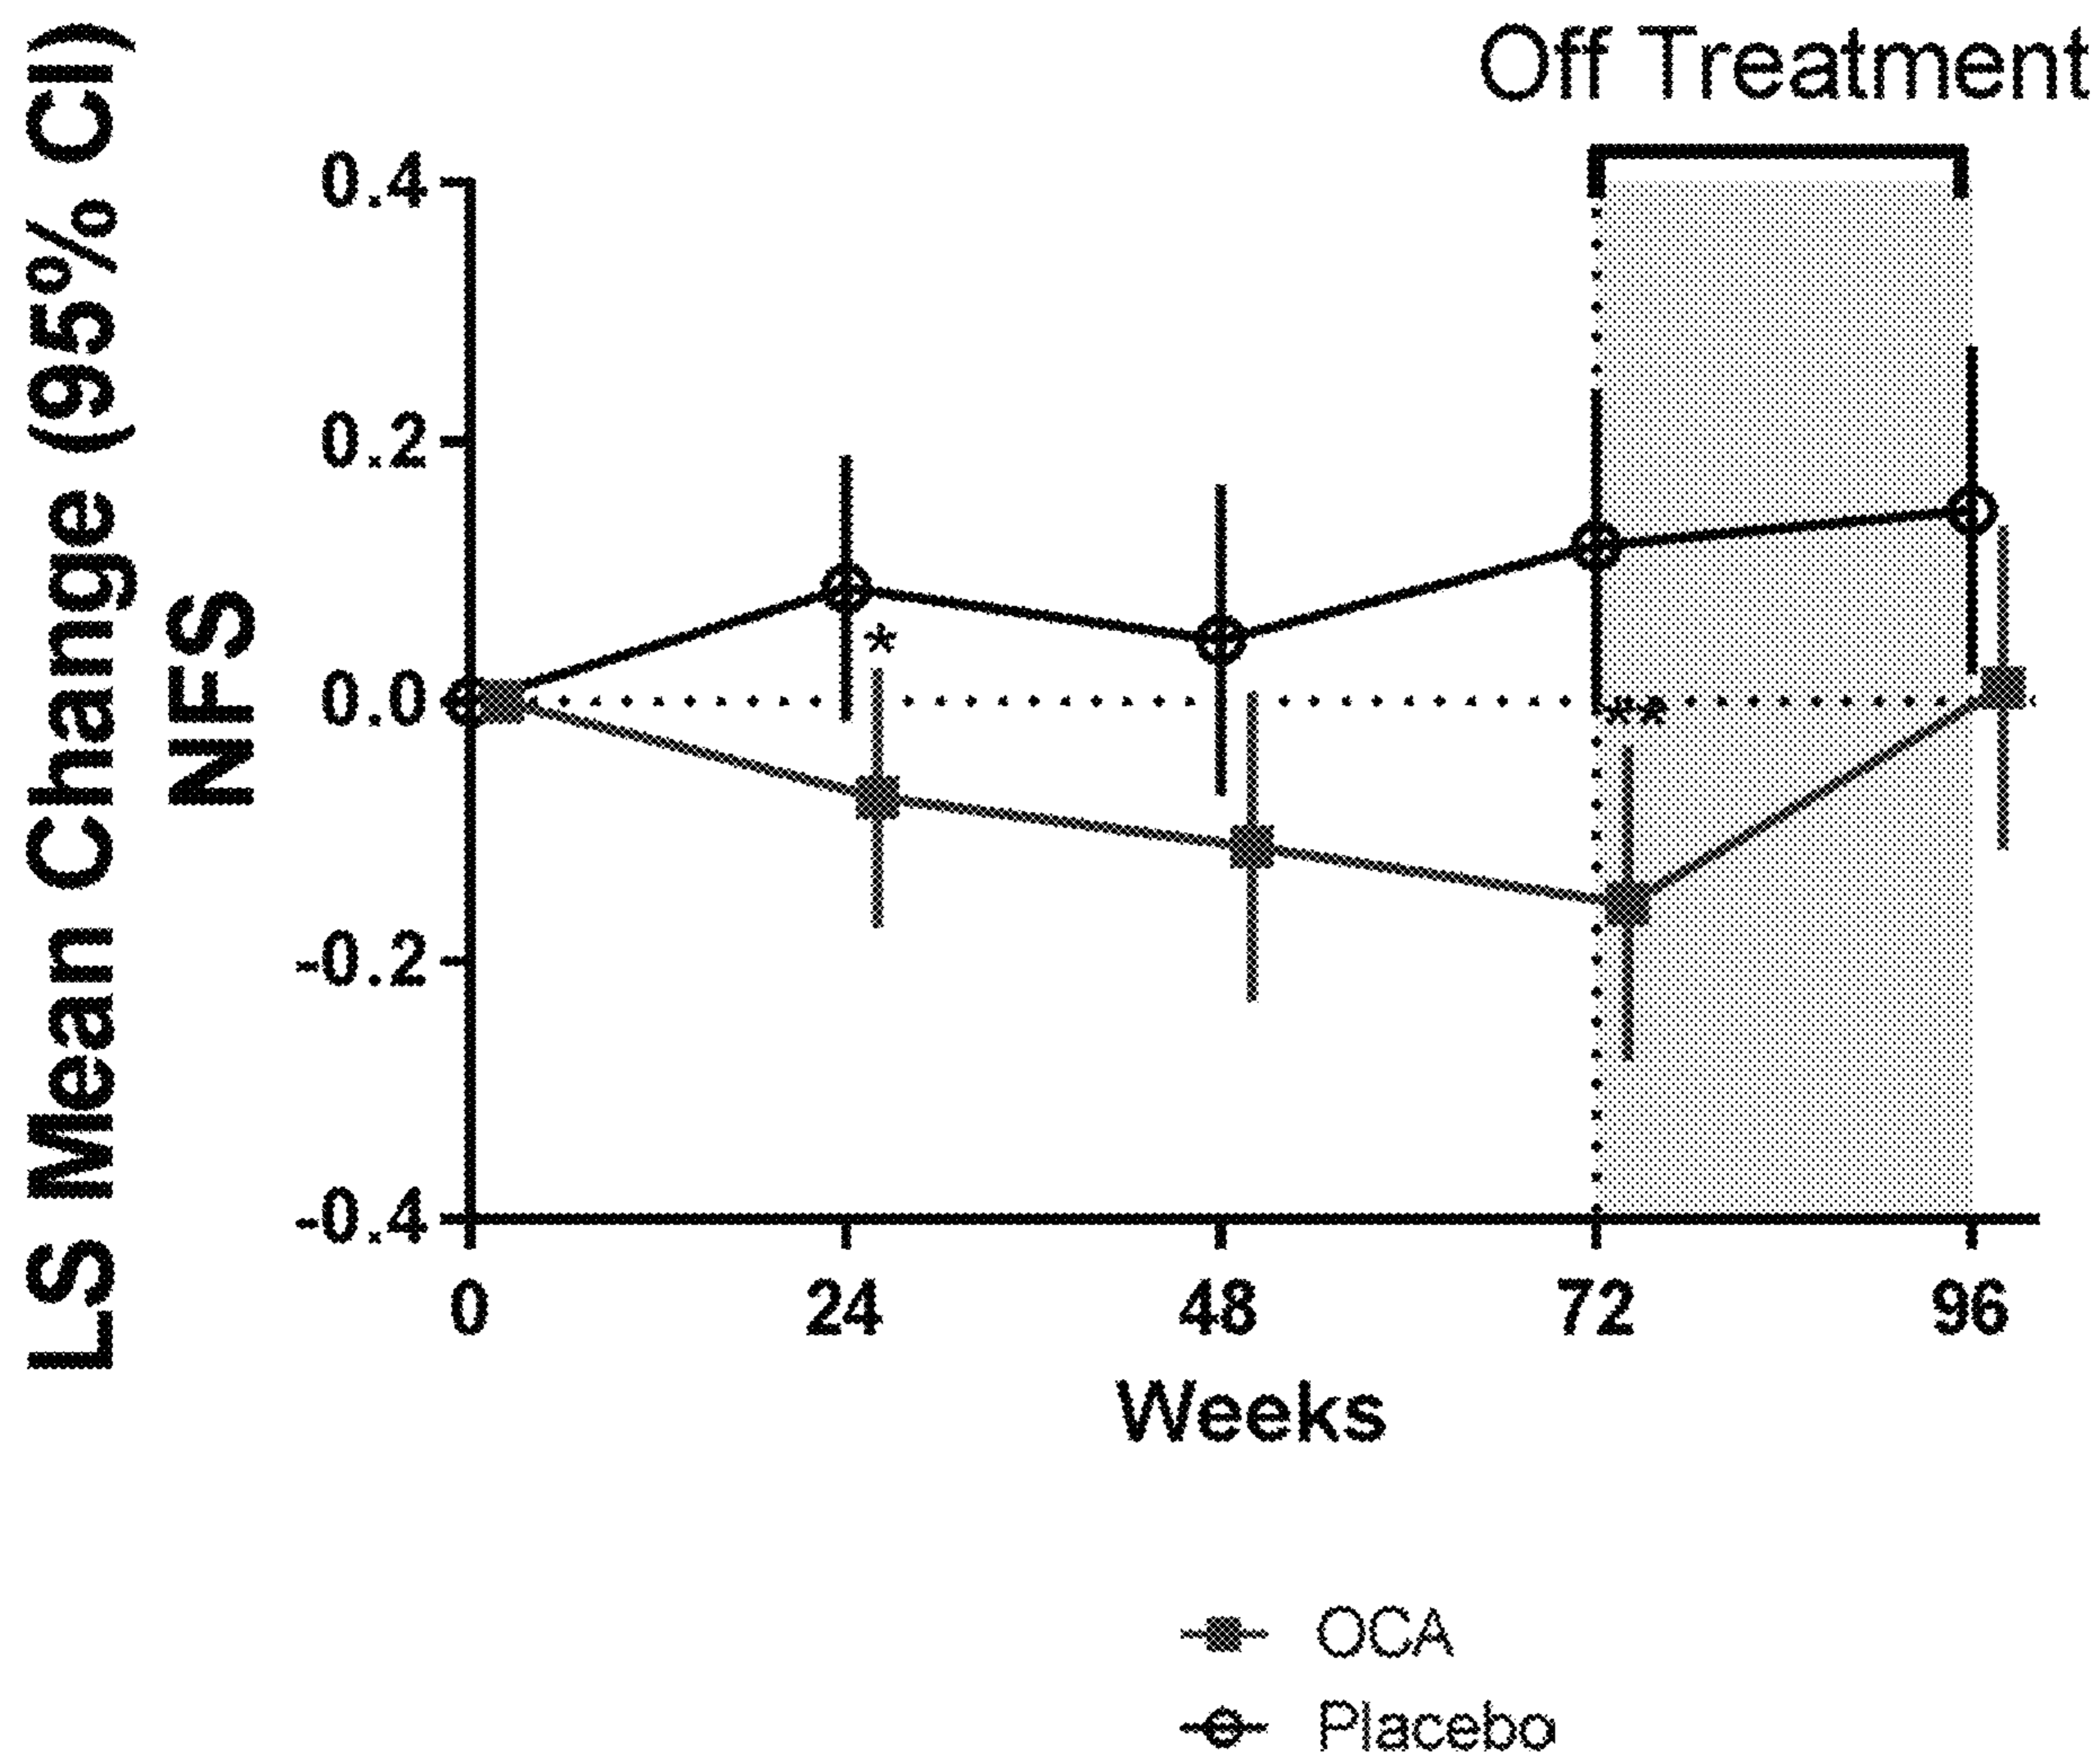 Off Treatment
LS Mean Change (95% CI)
NFS
0.4
0.2
0.0
-0.2
-0.4
*
**
0 24 48 72 96
Weeks
OCA
Placebo